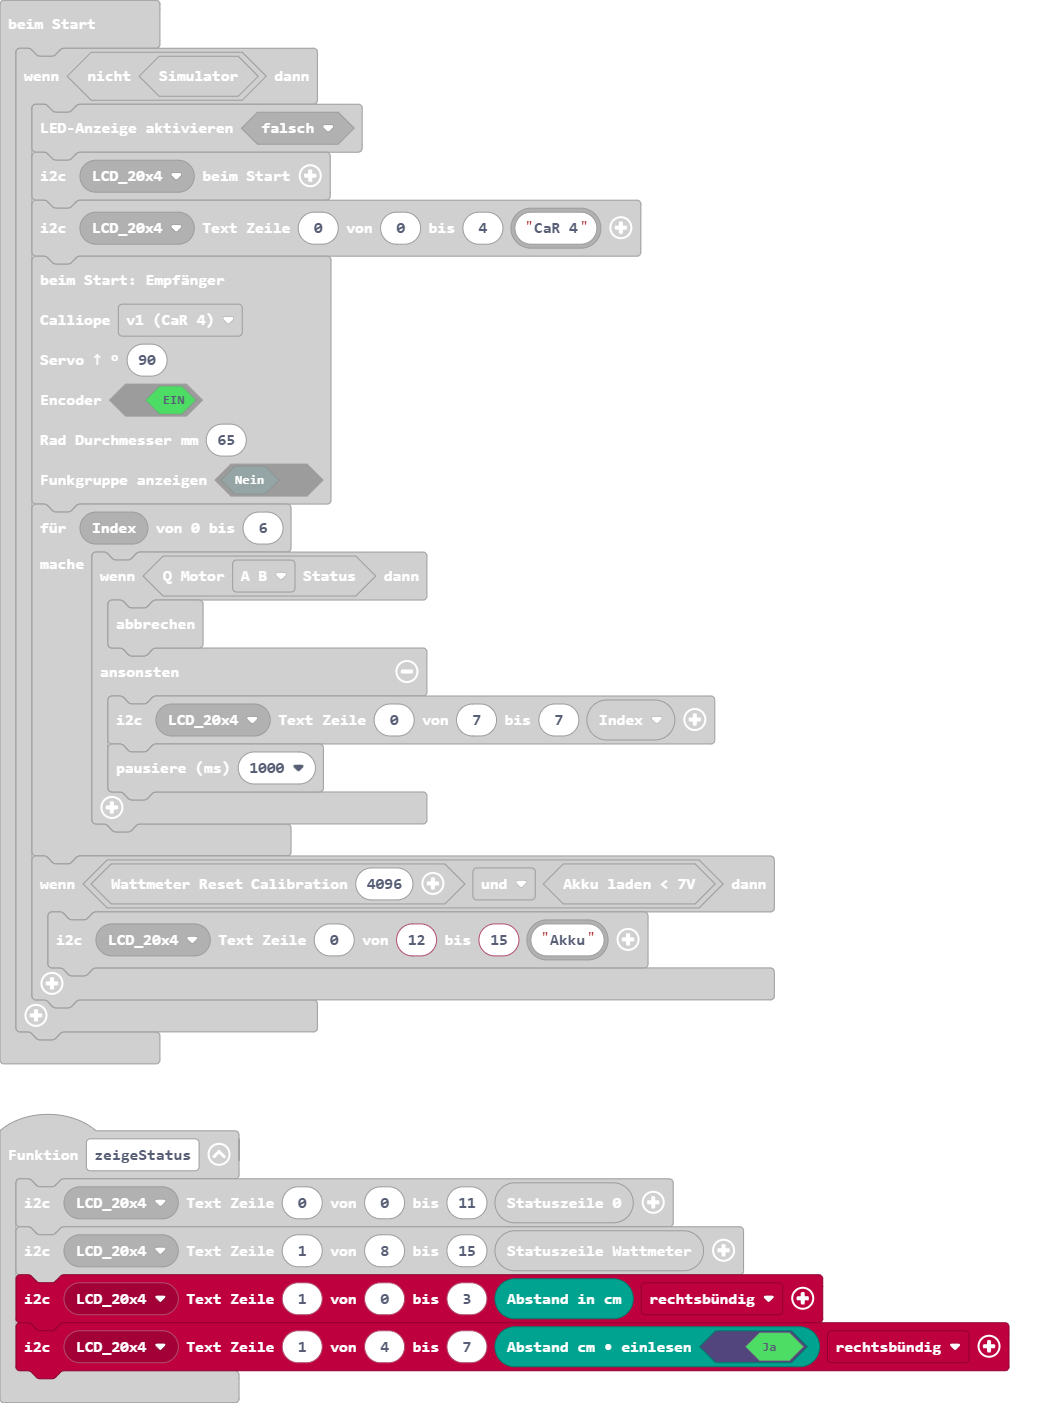 beim Start
wenn nicht Simulator dann
LED-Anzeige aktivieren falsch
i2c LCD_20x4 beim Start
i2c LCD_20x4 Text Zeile 0 von 0 bis 4 "CaR 4"
beim Start: Empfänger
Calliope v1 (CaR 4)
Servo ↑ º 90
Encoder EIN
Rad Durchmesser mm 65
Funkgruppe anzeigen Nein
für Index von 0 bis 6
mache
wenn Q Motor A B Status dann
abbrechen
ansonsten
i2c LCD_20x4 Text Zeile 0 von 7 bis 7 Index
pausiere (ms) 1000
wenn Wattmeter Reset Calibration 4096 und Akku laden < 7V dann
i2c LCD_20x4 Text Zeile 0 von 12 bis 15 "Akku"
Funktion zeigeStatus
i2c LCD_20x4 Text Zeile 0 von 0 bis 11 Statuszeile 0
i2c LCD_20x4 Text Zeile 1 von 8 bis 15 Statuszeile Wattmeter
i2c LCD_20x4 Text Zeile 1 von 0 bis 3 Abstand in cm rechtsbündig
i2c LCD_20x4 Text Zeile 1 von 4 bis 7 Abstand cm • einlesen Ja rechtsbündig